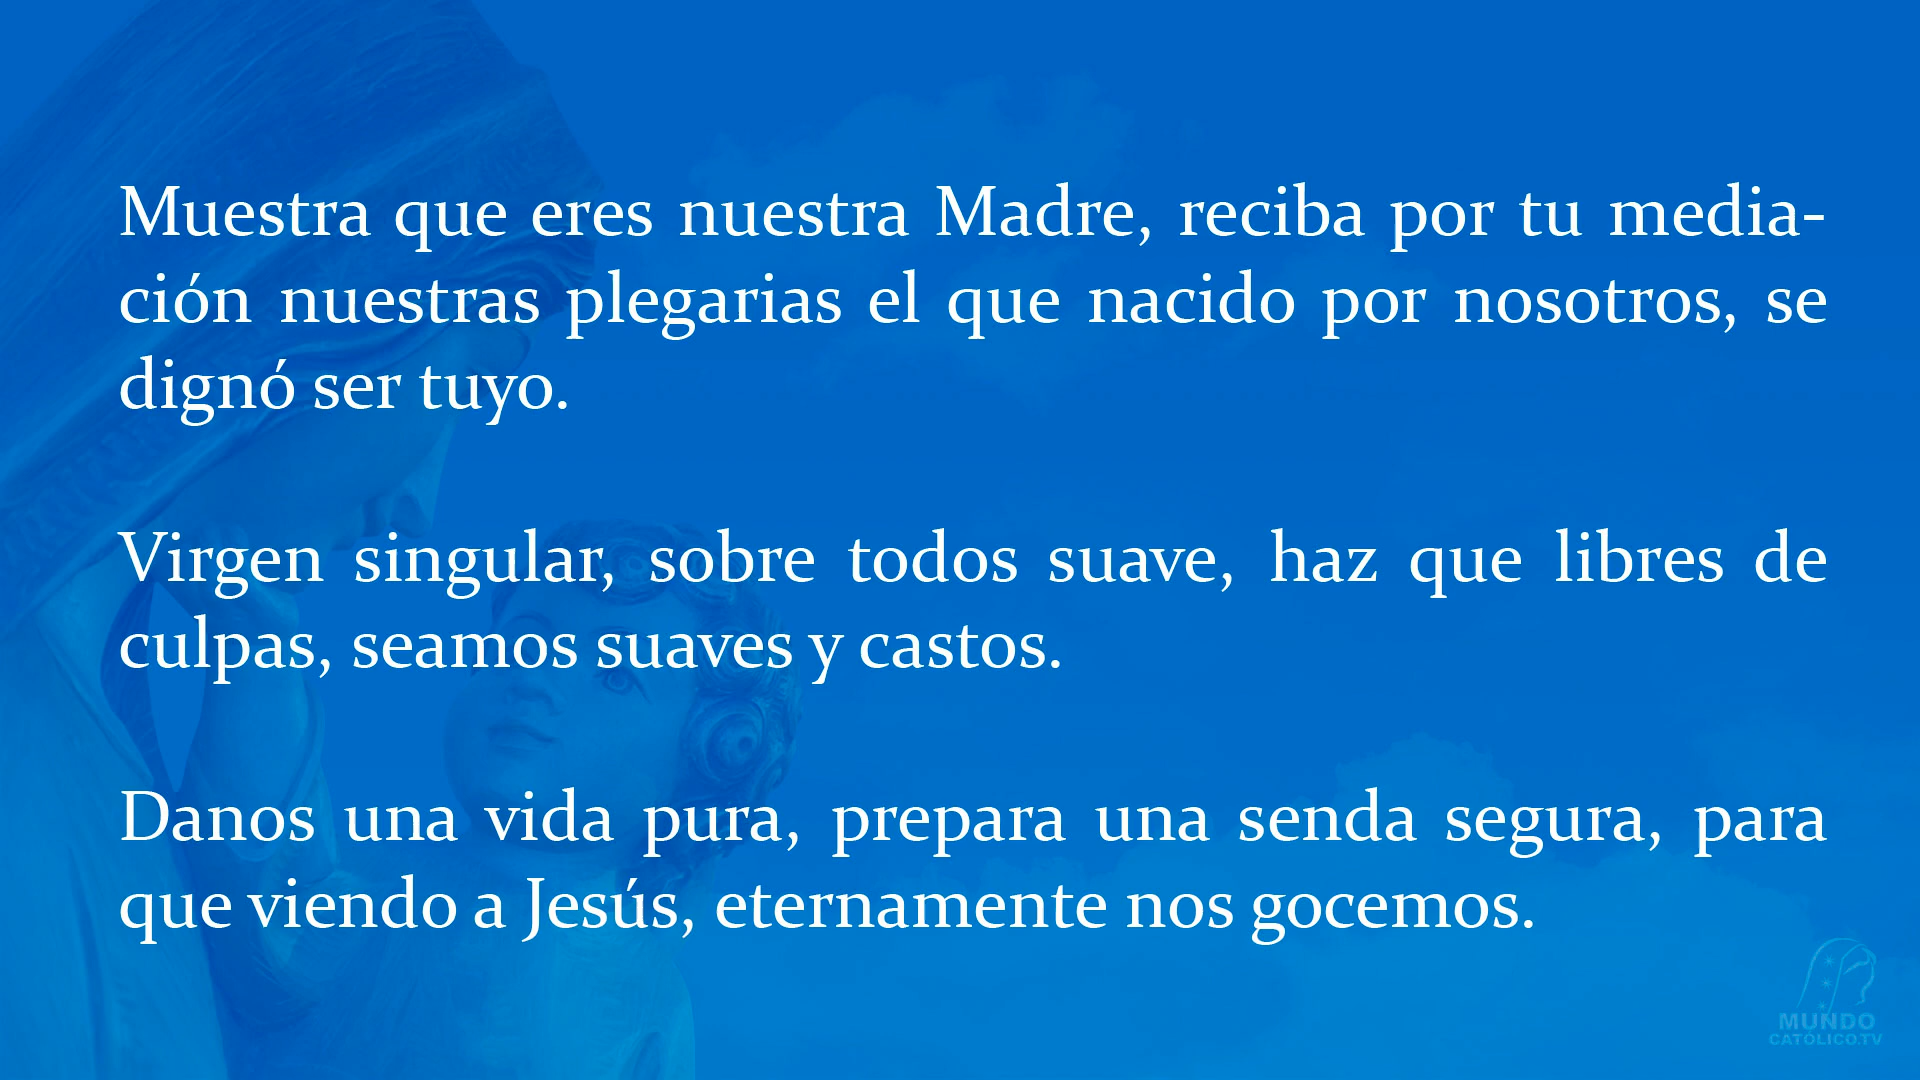 Muestra que eres nuestra Madre, reciba por tu media-
ción nuestras plegarias el que nacido por nosotros, se
dignó ser tuyo.
Virgen singular, sobre todos suave, haz que libres de
culpas, seamos suaves y castos.
Danos una vida pura, prepara una senda segura, para
que viendo a Jesús, eternamente nos gocemos.
MUNDO
CATOLICO.TV